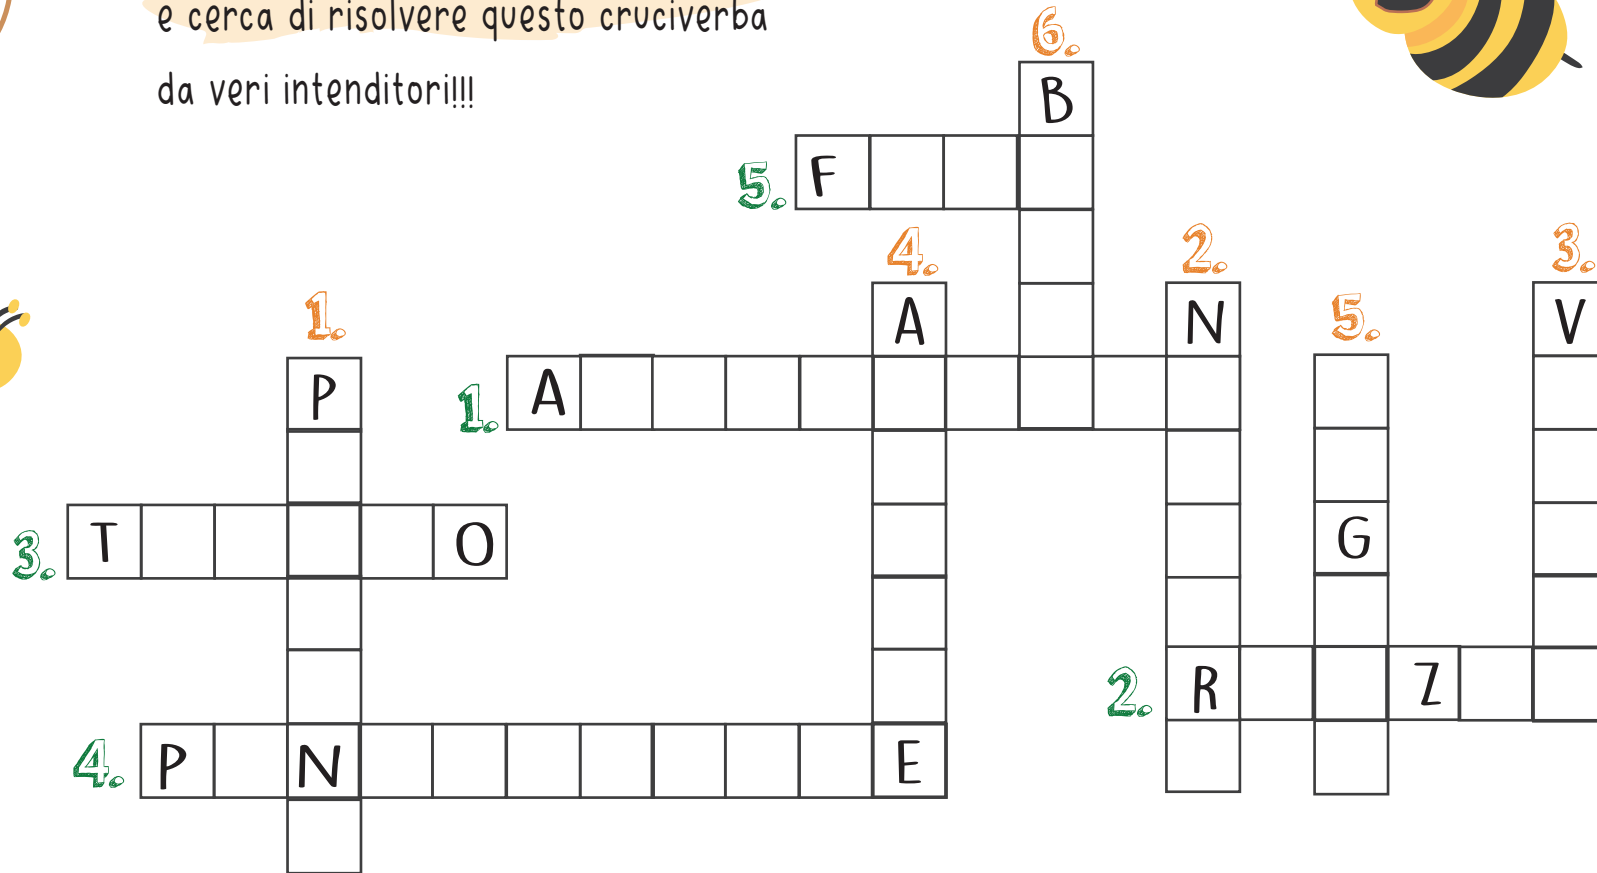 e cerca di risolvere questo cruciverba
da veri intenditori!!!
6.
B
5. F
4. 2. 3.
A N V
1. 5.
P 1. A
3. T O G
2. R Z
4. P N E